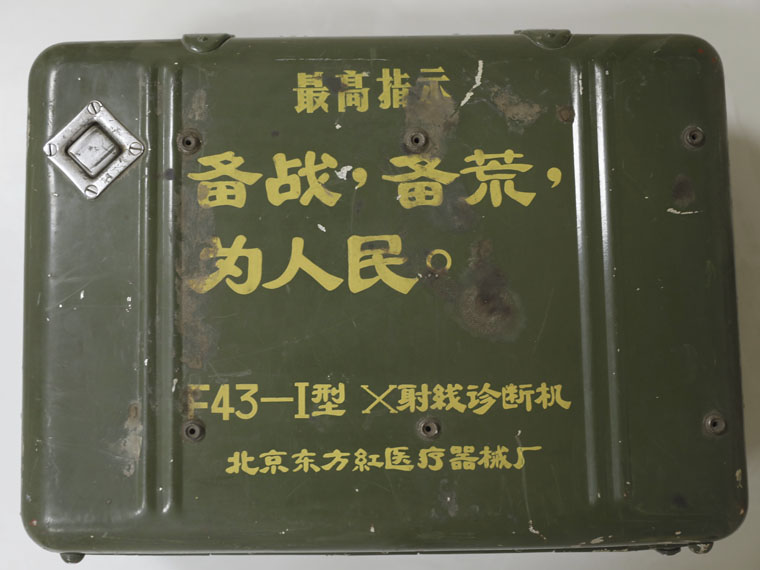 最高指示
备战，备荒，
为人民。
F43—I型 X射线诊断机
北京东方红医疗器械厂